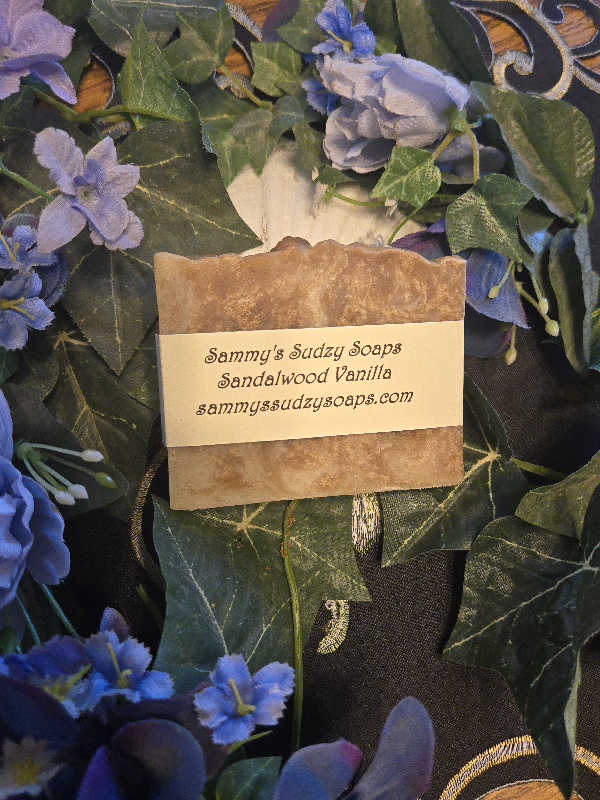 Sammy's Sudzy Soaps
Sandalwood Vanilla
sammyssudzysoaps.com